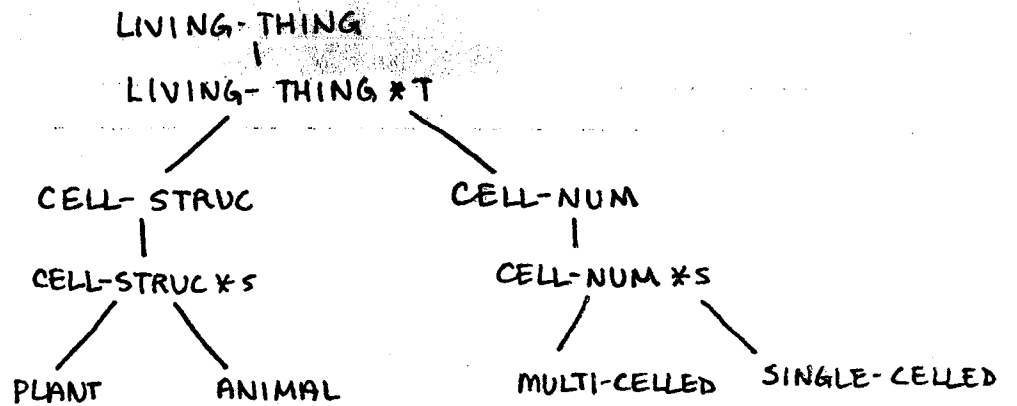 LIVING-THING
LIVING-THING*T
CELL-STRUC CELL-NUM
CELL-STRUC*S CELL-NUM*S
PLANT ANIMAL MULTI-CELLED SINGLE-CELLED